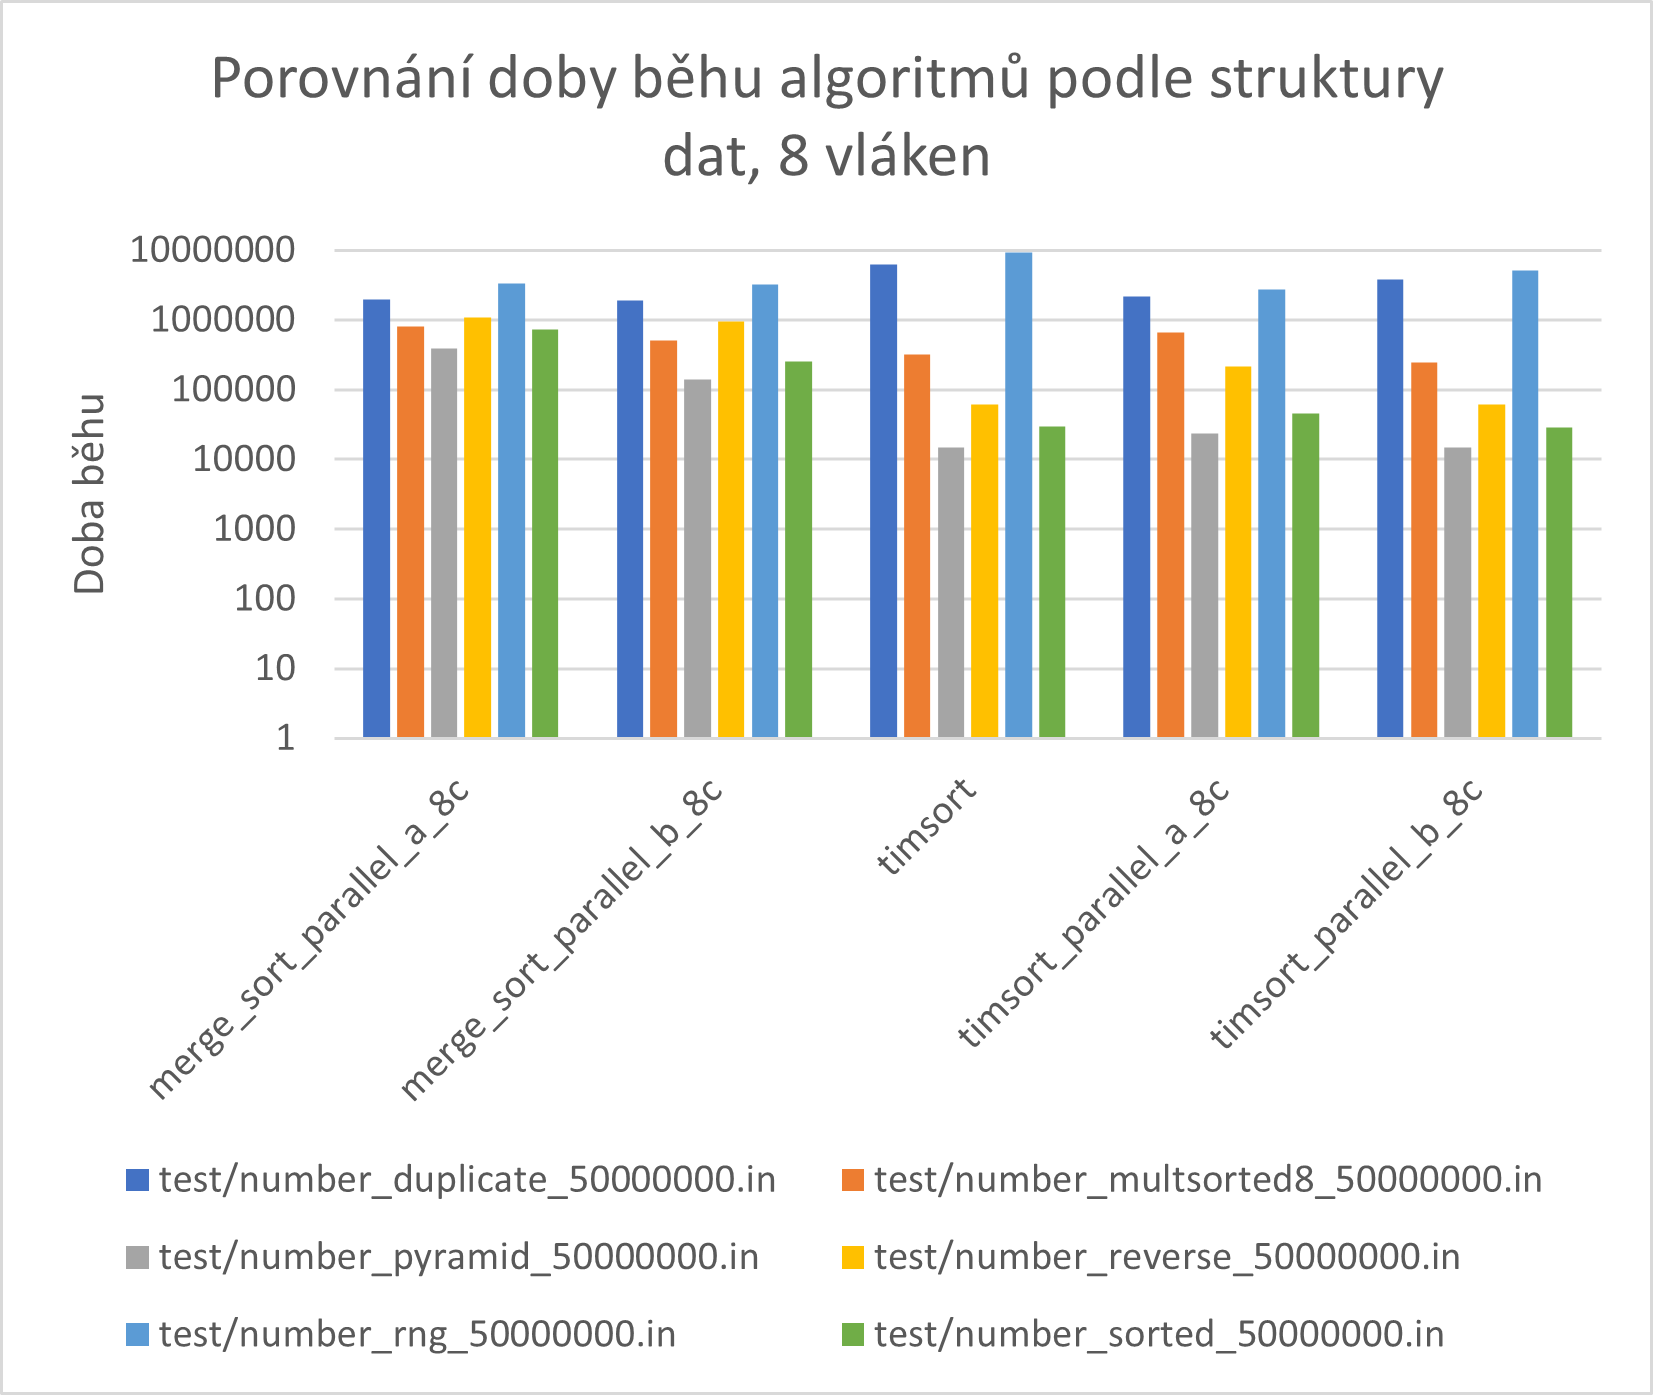 Porovnání doby běhu algoritmů podle struktury
dat, 8 vláken
Doba běhu
10000000
1000000
100000
10000
1000
100
10
1
merge_sort_parallel_a_8c
merge_sort_parallel_b_8c
timsort
timsort_parallel_a_8c
timsort_parallel_b_8c
test/number_duplicate_50000000.in
test/number_multsorted8_50000000.in
test/number_pyramid_50000000.in
test/number_reverse_50000000.in
test/number_rng_50000000.in
test/number_sorted_50000000.in